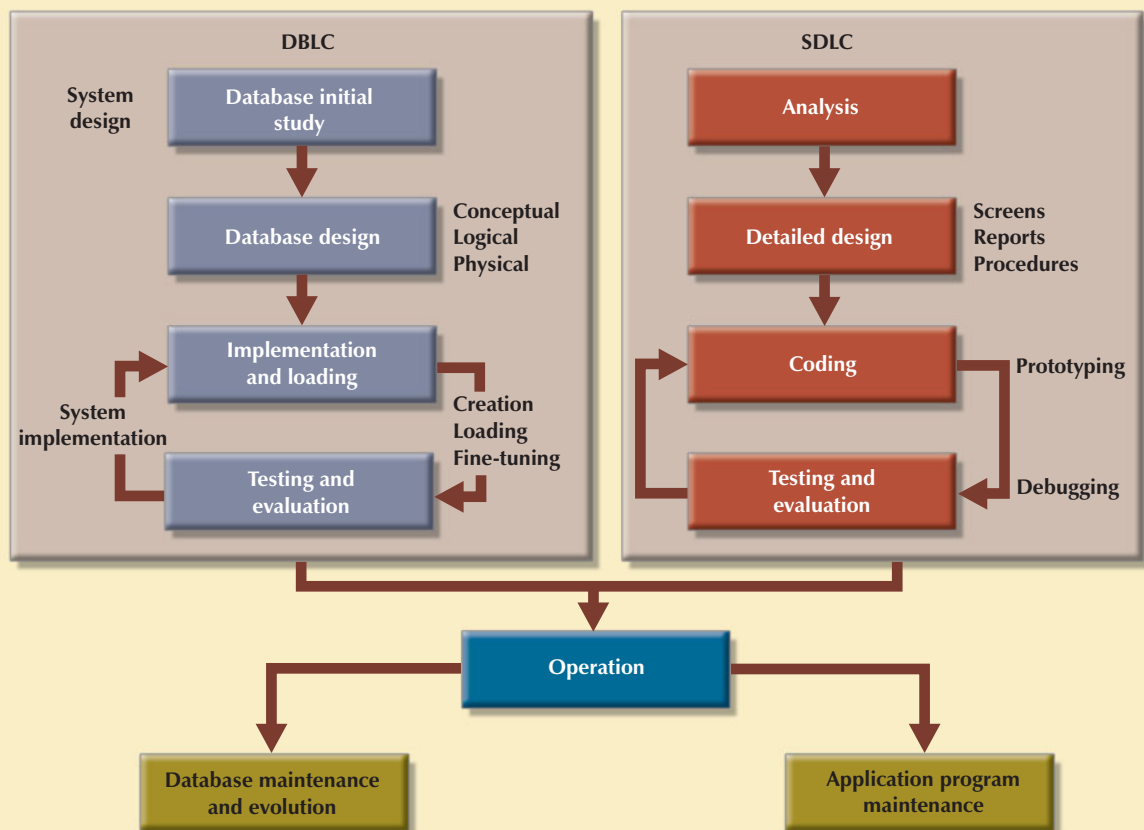 DBLC
System
design
Database initial
study
Database design
Conceptual
Logical
Physical
Implementation
and loading
System
implementation
Creation
Loading
Fine-tuning
Testing and
evaluation
SDLC
Analysis
Detailed design
Screens
Reports
Procedures
Coding
Prototyping
Testing and
evaluation
Debugging
Operation
Database maintenance
and evolution
Application program
maintenance